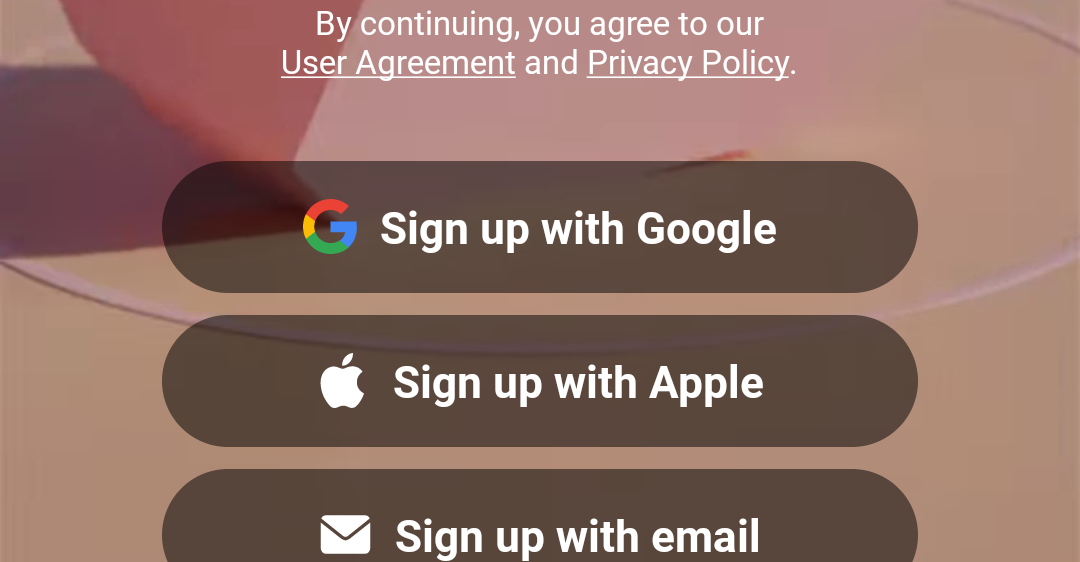 By continuing, you agree to our
User Agreement and Privacy Policy.
Sign up with Google
Sign up with Apple
Sign up with email